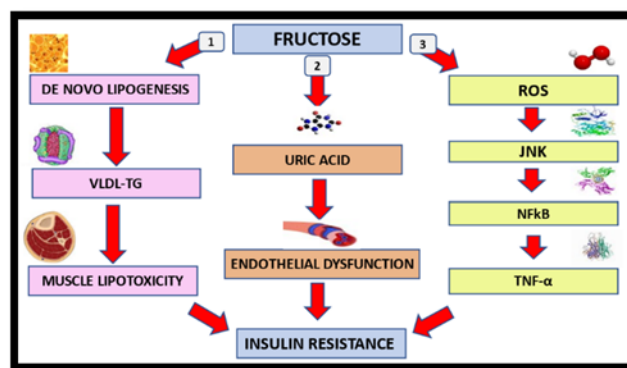 FRUCTOSE
1
2
3
DE NOVO LIPOGENESIS
VLDL-TG
MUSCLE LIPOTOXICITY
URIC ACID
ENDOTHELIAL DYSFUNCTION
ROS
JNK
NFkB
TNF-α
INSULIN RESISTANCE